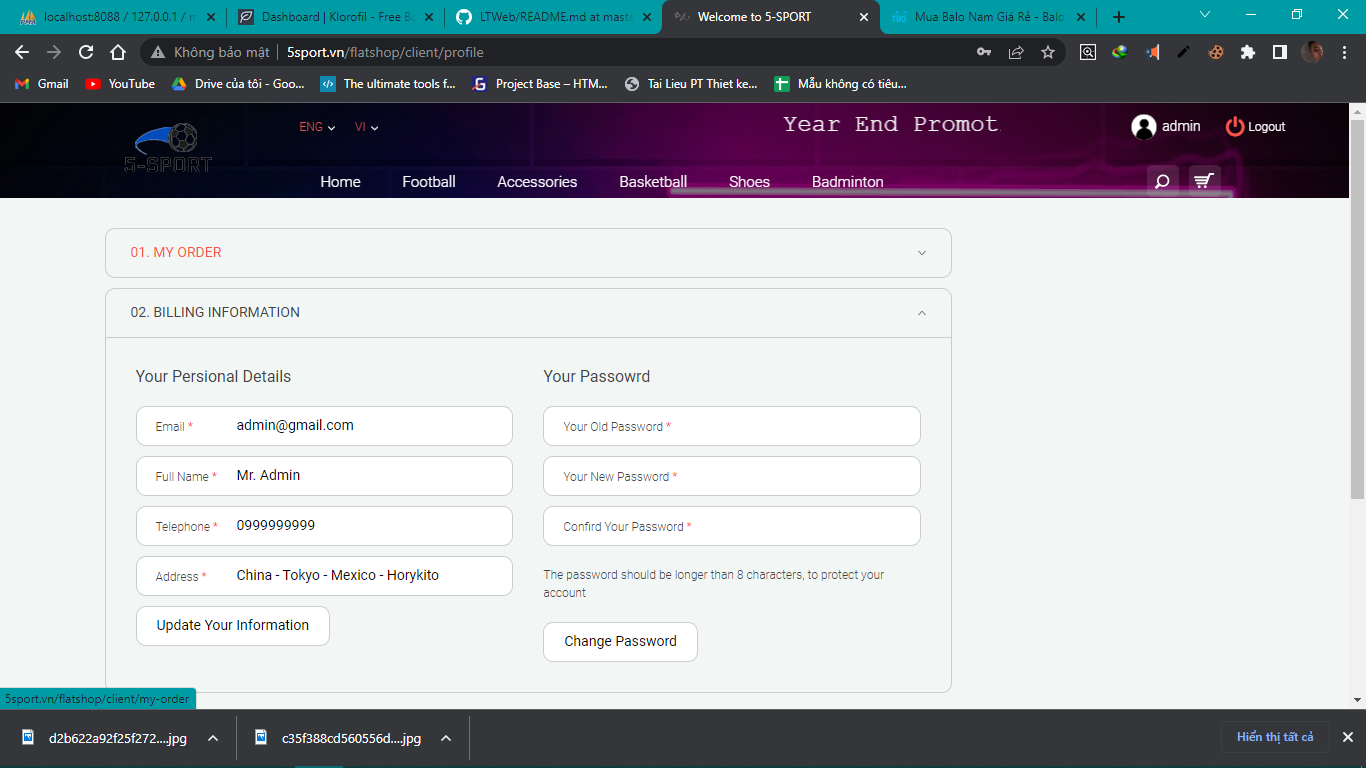 localhost:8088 / 127.0.0.1 / m
Dashboard | Klorofil - Free Bo
LTWeb/README.md at maste
Welcome to 5-SPORT
TIKI
Mua Balo Nam Giá Rẻ - Balo
Không bảo mật
5sport.vn/flatshop/client/profile
Gmail
YouTube
Drive của tôi - Goo...
The ultimate tools f...
Project Base – HTM...
Tai Lieu PT Thiet ke...
Mẫu không có tiêu...
5-SPORT
ENG
VI
Year End Promot
admin
Logout
Home
Football
Accessories
Basketball
Shoes
Badminton
01. MY ORDER
02. BILLING INFORMATION
Your Persional Details
Email * admin@gmail.com
Full Name * Mr. Admin
Telephone * 0999999999
Address * China - Tokyo - Mexico - Horykito
Update Your Information
Your Passowrd
Your Old Password *
Your New Password *
Confird Your Password *
The password should be longer than 8 characters, to protect your
account
Change Password
5sport.vn/flatshop/client/my-order
d2b622a92f25f272....jpg
c35f388cd560556d....jpg
Hiển thị tất cả